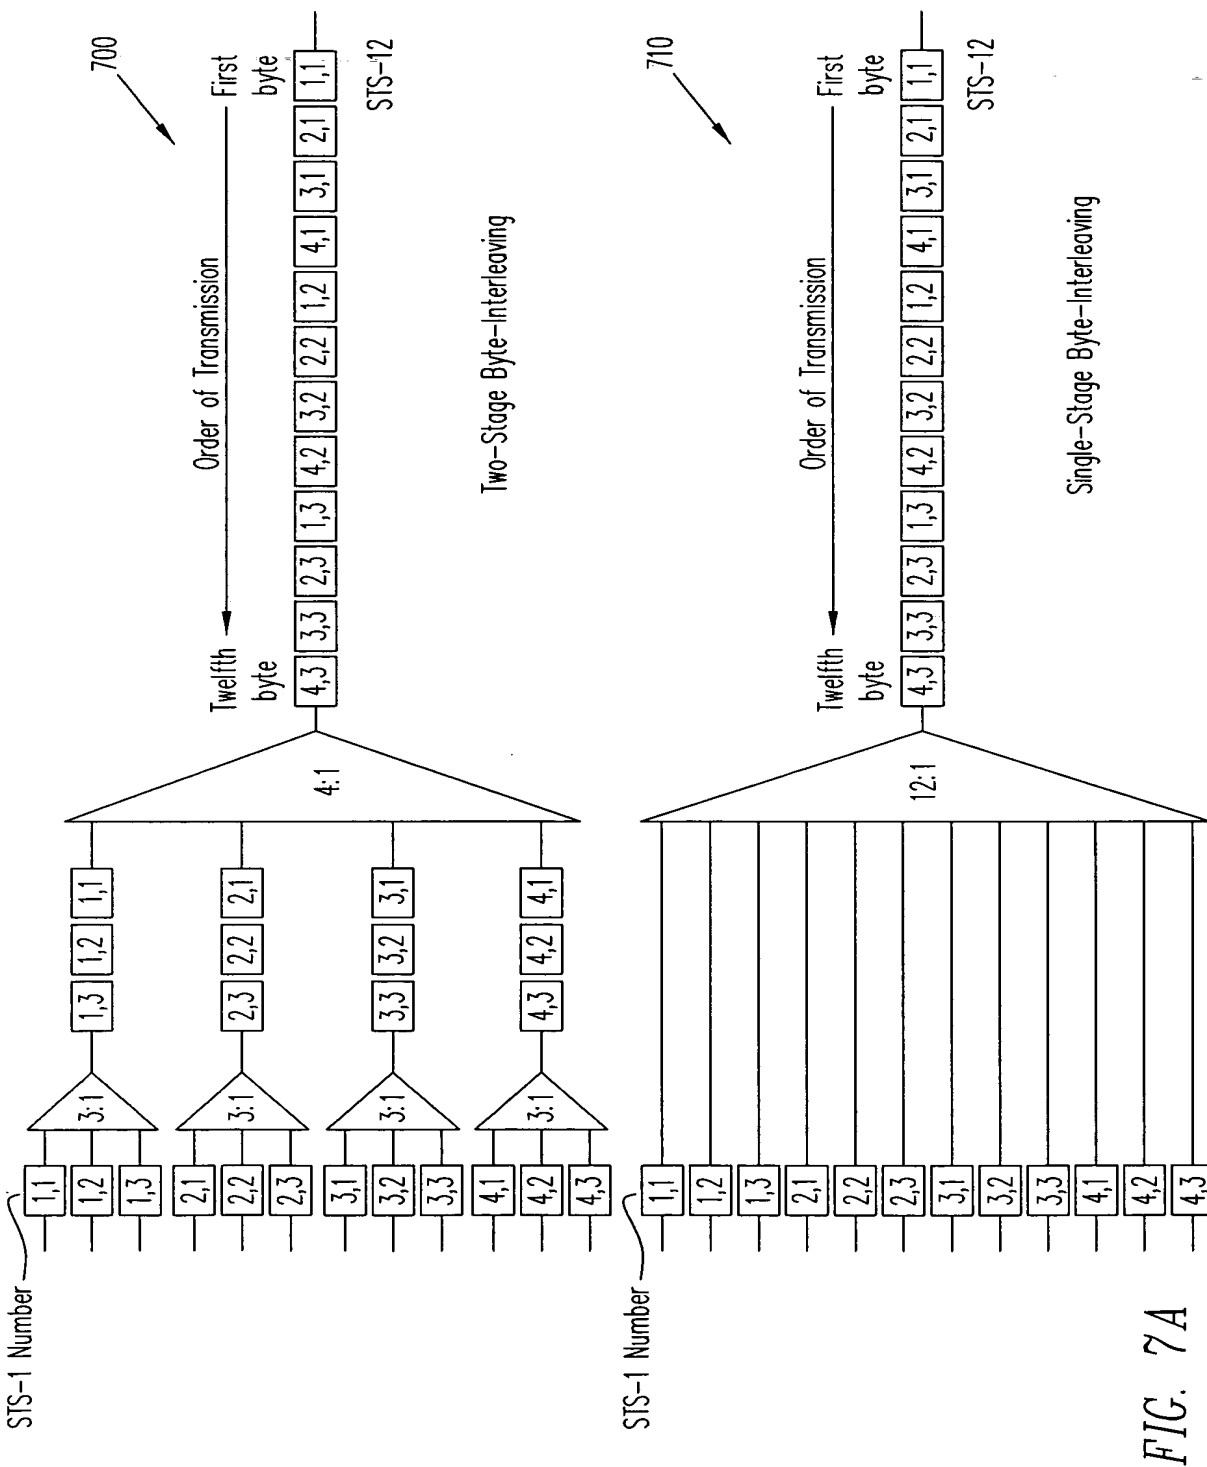 STS-1 Number
1,1
1,2
1,3
2,1
2,2
2,3
3,1
3,2
3,3
4,1
4,2
4,3
3:1
3:1
3:1
3:1
1,3 1,2 1,1
2,3 2,2 2,1
3,3 3,2 3,1
4,3 4,2 4,1
4:1
700
Twelfth
byte
Order of Transmission
First
byte
4,3 3,3 2,3 1,3 4,2 3,2 2,2 1,2 4,1 3,1 2,1 1,1
STS-12
Two-Stage Byte-Interleaving
STS-1 Number
1,1
1,2
1,3
2,1
2,2
2,3
3,1
3,2
3,3
4,1
4,2
4,3
12:1
710
Twelfth
byte
Order of Transmission
First
byte
4,3 3,3 2,3 1,3 4,2 3,2 2,2 1,2 4,1 3,1 2,1 1,1
STS-12
Single-Stage Byte-Interleaving
FIG. 7A